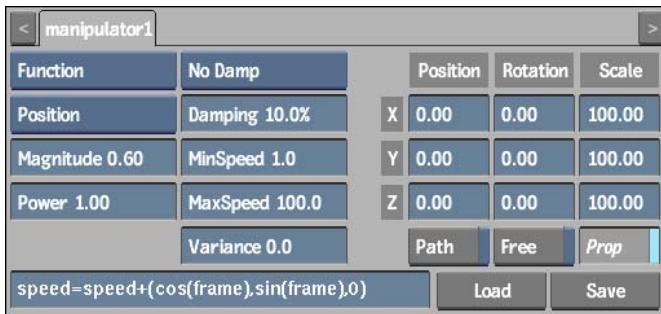 < manipulator1 >
Function No Damp Position Rotation Scale
Position Damping 10.0% X 0.00 0.00 100.00
Magnitude 0.60 MinSpeed 1.0 Y 0.00 0.00 100.00
Power 1.00 MaxSpeed 100.0 Z 0.00 0.00 100.00
Variance 0.0 Path Free Prop
speed=speed+(cos(frame),sin(frame),0) Load Save